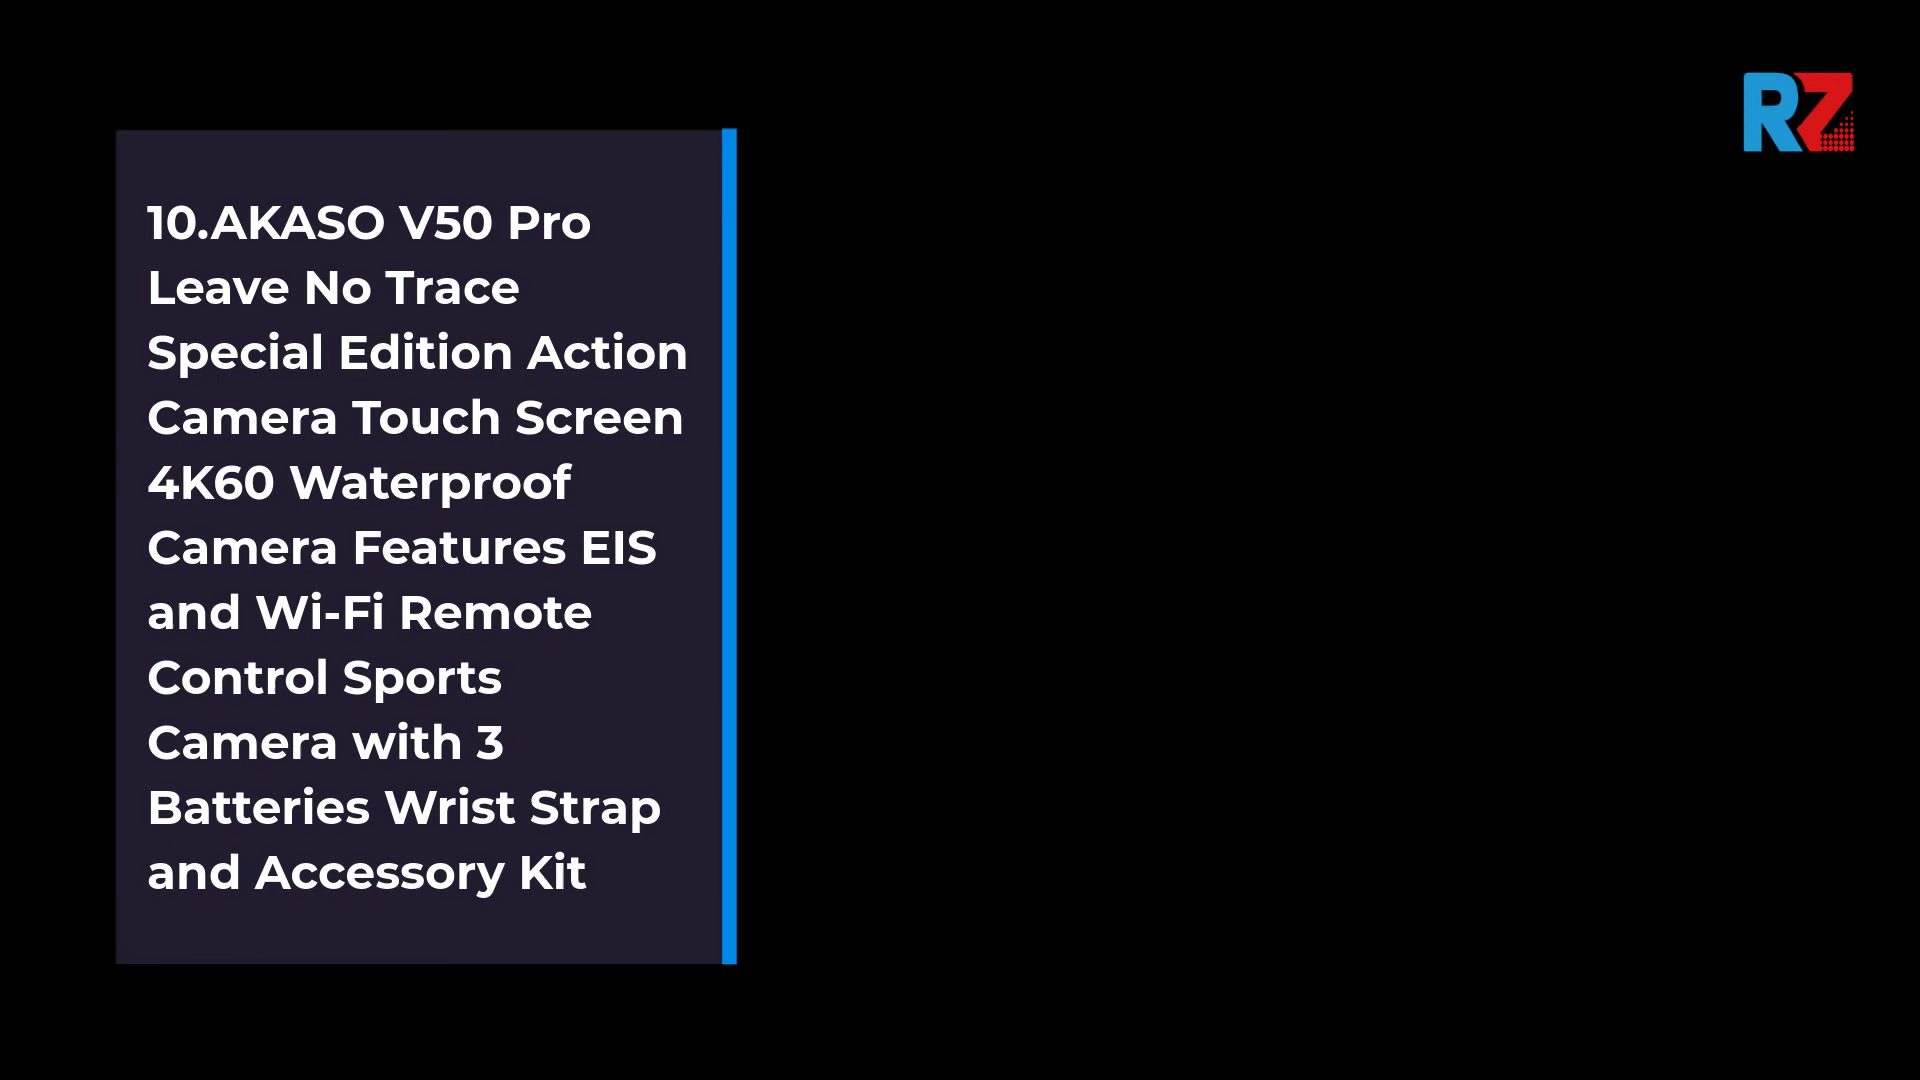 RZ
10.AKASO V50 Pro
Leave No Trace
Special Edition Action
Camera Touch Screen
4K60 Waterproof
Camera Features EIS
and Wi-Fi Remote
Control Sports
Camera with 3
Batteries Wrist Strap
and Accessory Kit